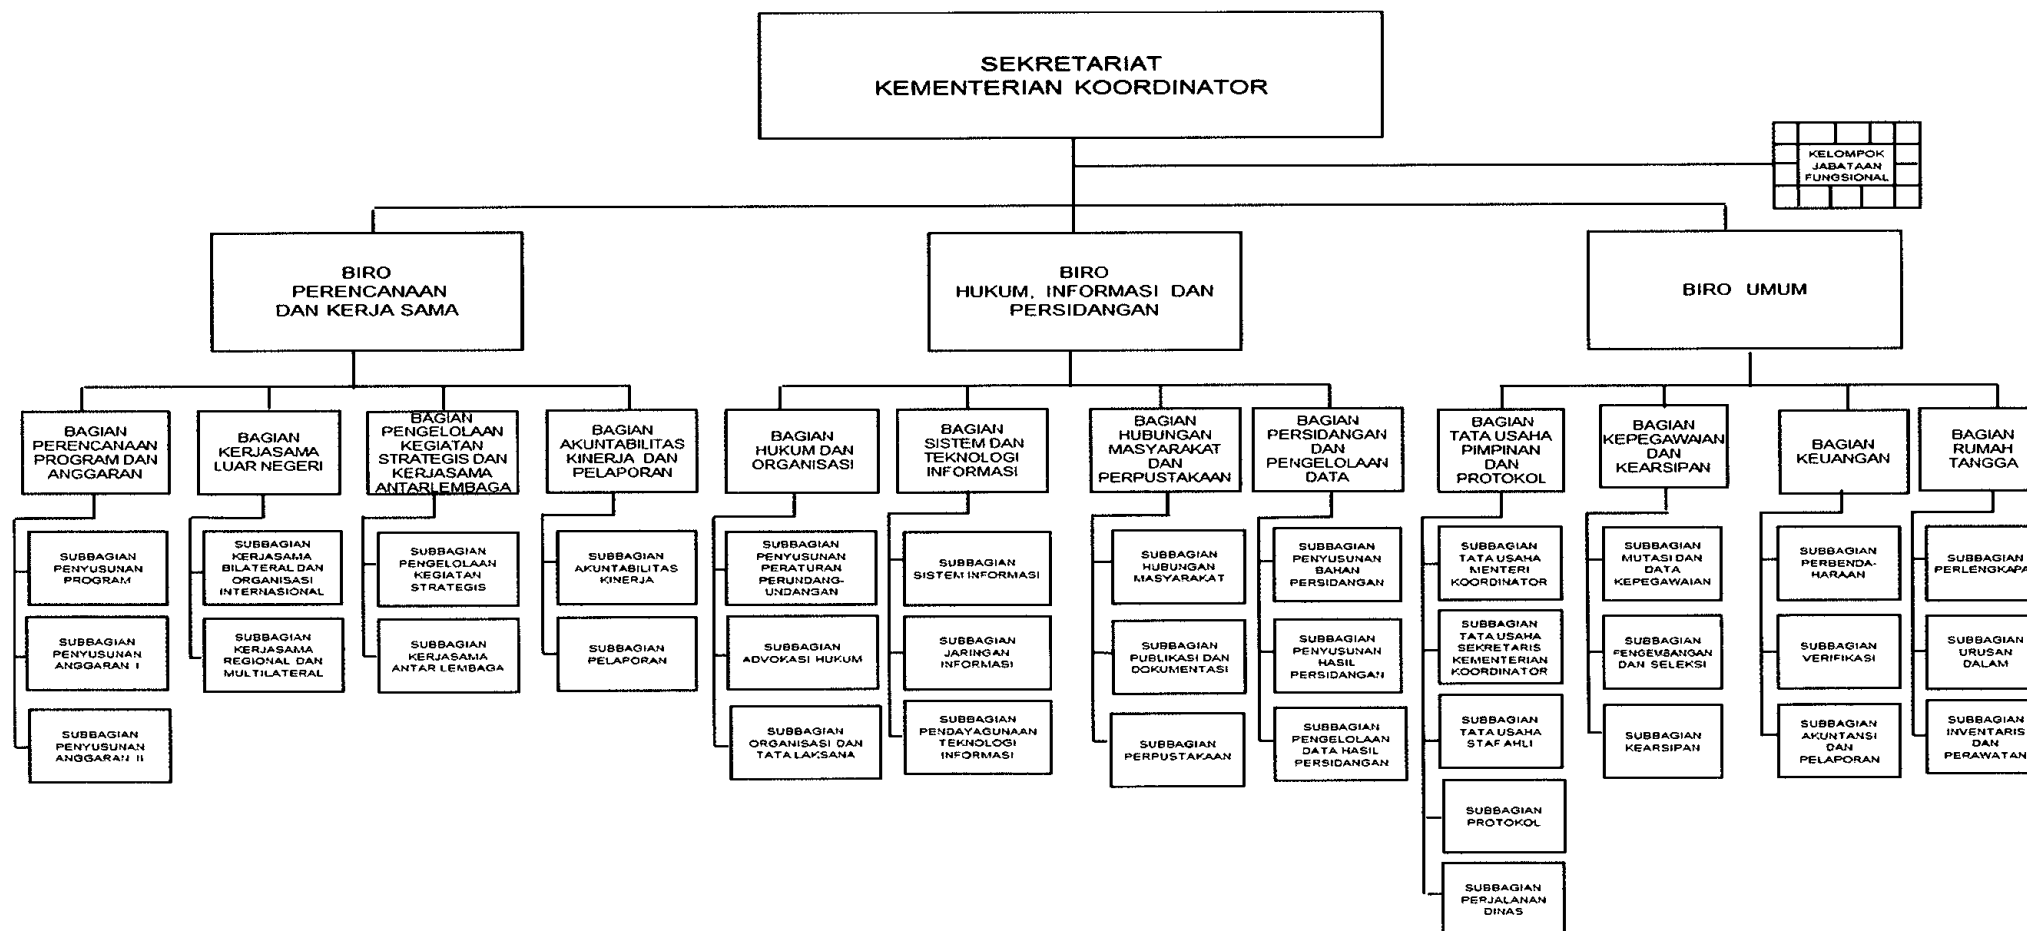 SEKRETARIAT
KEMENTERIAN KOORDINATOR
KELOMPOK
JABATAAN
FUNGSIONAL
BIRO
PERENCANAAN
DAN KERJA SAMA
BIRO
HUKUM, INFORMASI DAN
PERSIDANGAN
BIRO UMUM
BAGIAN
PERENCANAAN
PROGRAM DAN
ANGGARAN
BAGIAN
KERJASAMA
LUAR NEGERI
BAGIAN
PENGELOLAAN
KEGIATAN
STRATEGIS DAN
KERJASAMA
ANTARLEMBAGA
BAGIAN
AKUNTABILITAS
KINERJA DAN
PELAPORAN
BAGIAN
HUKUM DAN
ORGANISASI
BAGIAN
SISTEM DAN
TEKNOLOGI
INFORMASI
BAGIAN
HUBUNGAN
MASYARAKAT
DAN
PERPUSTAKAAN
BAGIAN
PERSIDANGAN
DAN
PENGELOLAAN
DATA
BAGIAN
TATA USAHA
PIMPINAN
DAN
PROTOKOL
BAGIAN
KEPEGAWAIAN
DAN
KEARSIPAN
BAGIAN
KEUANGAN
BAGIAN
RUMAH
TANGGA
SUBBAGIAN
PENYUSUNAN
PROGRAM
SUBBAGIAN
PENYUSUNAN
ANGGARAN I
SUBBAGIAN
PENYUSUNAN
ANGGARAN II
SUBBAGIAN
KERJASAMA
BILATERAL DAN
ORGANISASI
INTERNASIONAL
SUBBAGIAN
KERJASAMA
REGIONAL DAN
MULTILATERAL
SUBBAGIAN
PENGELOLAAN
KEGIATAN
STRATEGIS
SUBBAGIAN
KERJASAMA
ANTAR LEMBAGA
SUBBAGIAN
AKUNTABILITAS
KINERJA
SUBBAGIAN
PELAPORAN
SUBBAGIAN
PENYUSUNAN
PERATURAN
PERUNDANG-
UNDANGAN
SUBBAGIAN
ADVOKASI HUKUM
SUBBAGIAN
ORGANISASI DAN
TATA LAKSANA
SUBBAGIAN
SISTEM INFORMASI
SUBBAGIAN
JARINGAN
INFORMASI
SUBBAGIAN
PENDAYAGUNAAN
TEKNOLOGI
INFORMASI
SUBBAGIAN
HUBUNGAN
MASYARAKAT
SUBBAGIAN
PUBLIKASI DAN
DOKUMENTASI
SUBBAGIAN
PERPUSTAKAAN
SUBBAGIAN
PENYUSUNAN
BAHAN
PERSIDANGAN
SUBBAGIAN
PENYUSUNAN
HASIL
PERSIDANGAN
SUBBAGIAN
PENGELOLAAN
DATA HASIL
PERSIDANGAN
SUBBAGIAN
TATA USAHA
MENTERI
KOORDINATOR
SUBBAGIAN
TATA USAHA
SEKRETARIS
KEMENTERIAN
KOORDINATOR
SUBBAGIAN
TATA USAHA
STAF AHLI
SUBBAGIAN
PROTOKOL
SUBBAGIAN
PERJALANAN
DINAS
SUBBAGIAN
MUTASI DAN
DATA
KEPEGAWAIAN
SUBBAGIAN
PENGEMBANGAN
DAN SELEKSI
SUBBAGIAN
KEARSIPAN
SUBBAGIAN
PERBENDA-
HARAAN
SUBBAGIAN
VERIFIKASI
SUBBAGIAN
AKUNTANSI
DAN
PELAPORAN
SUBBAGIAN
PERLENGKAPA
SUBBAGIAN
URUSAN
DALAM
SUBBAGIAN
INVENTARIS
DAN
PERAWATAN